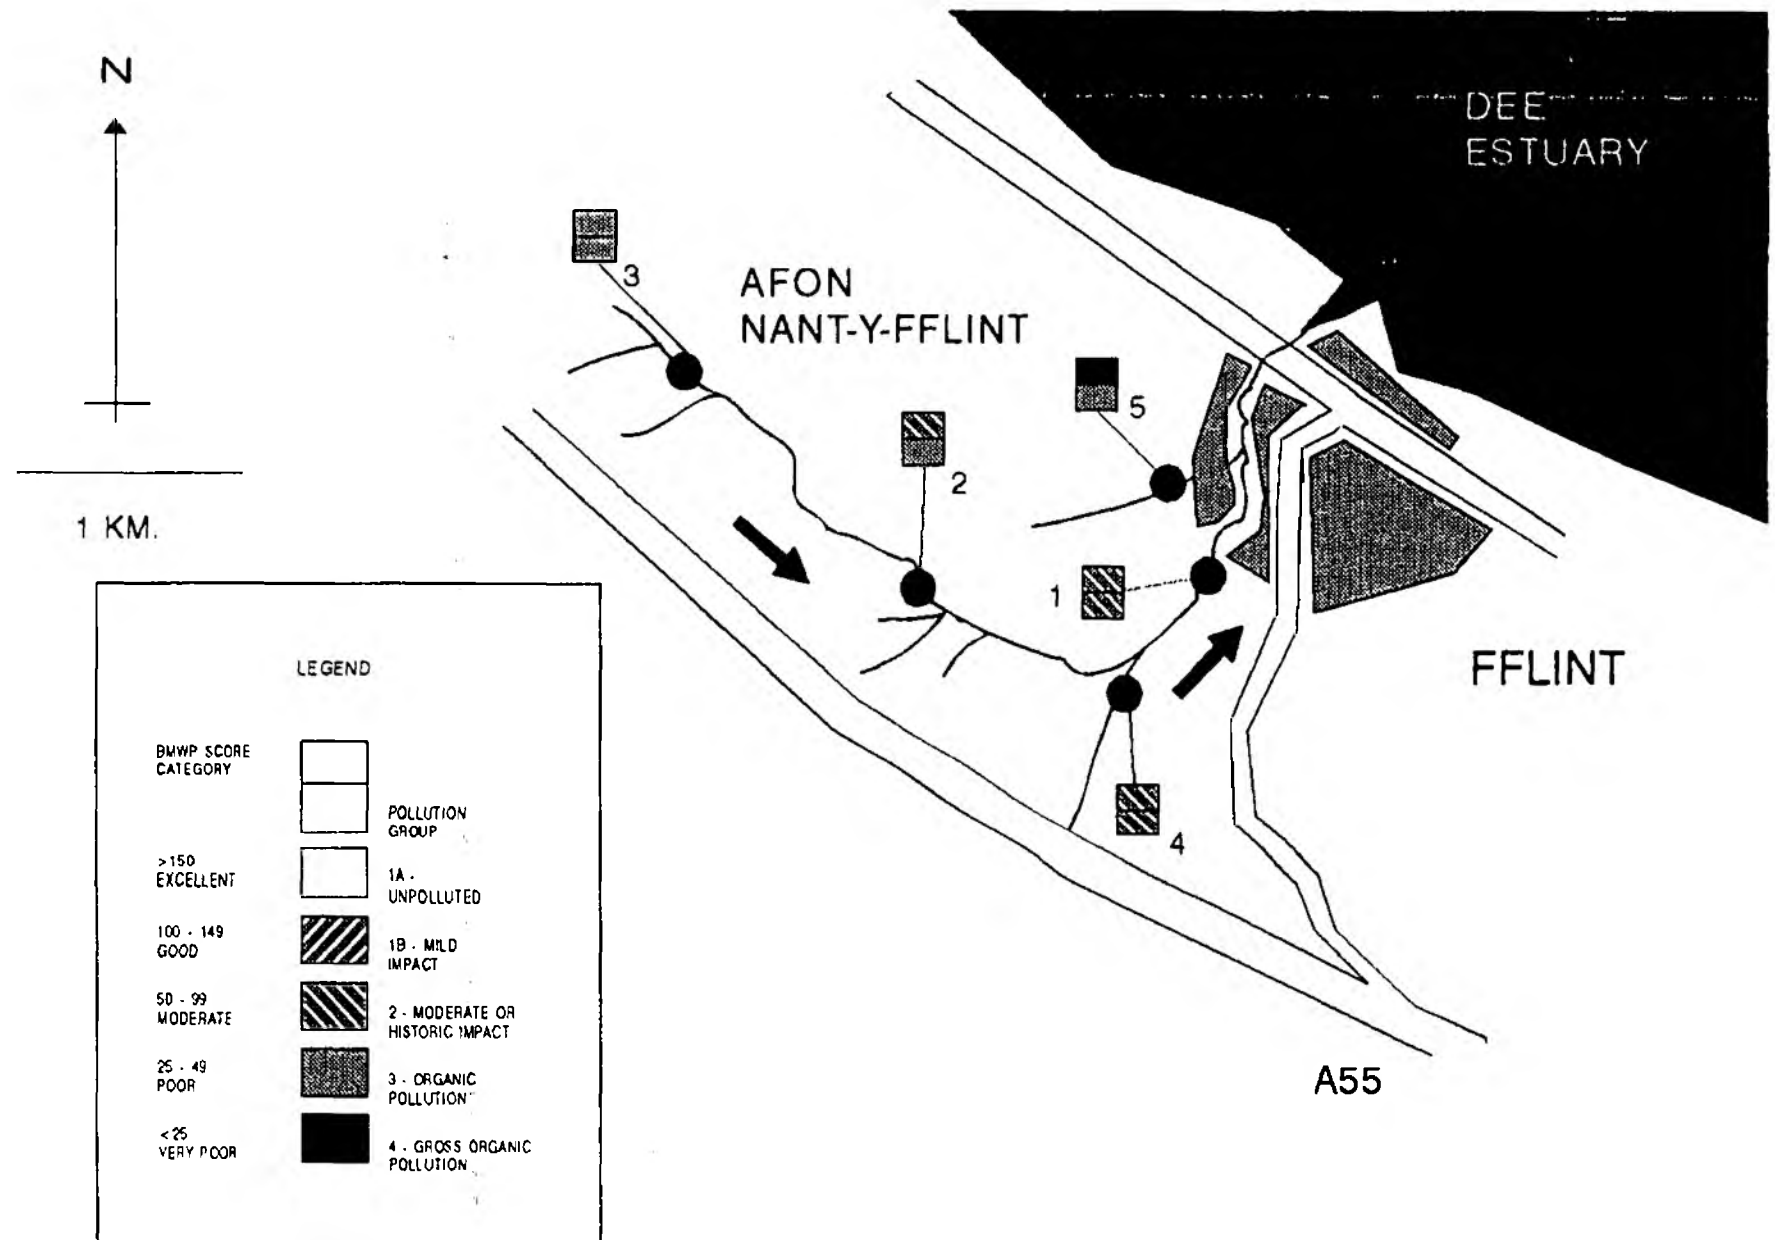 N
1 KM.
DEE
ESTUARY
AFON
NANT-Y-FFLINT
3
2
5
1
4
FFLINT
A55
LEGEND
BMWP SCORE
CATEGORY
POLLUTION
GROUP
>150
EXCELLENT
1A -
UNPOLLUTED
100 - 149
GOOD
1B - MILD
IMPACT
50 - 99
MODERATE
2 - MODERATE OR
HISTORIC IMPACT
25 - 49
POOR
3 - ORGANIC
POLLUTION
<25
VERY POOR
4 - GROSS ORGANIC
POLLUTION